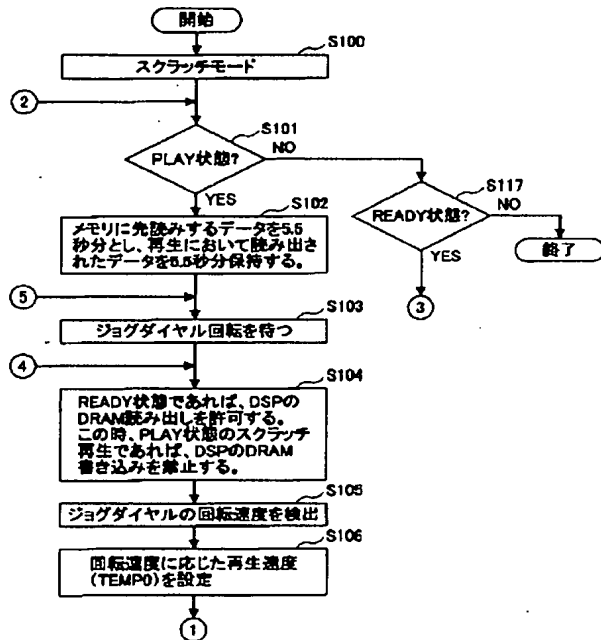 開始
S100
スクラッチモード
②
S101
PLAY状態?
NO
YES
S102
メモリに先読みするデータを5.5
秒分とし、再生において読み出され
たデータを5.5秒分保持する。
S117
READY状態?
NO
YES
終了
③
⑤
S103
ジョグダイヤル回転を待つ
④
S104
READY状態であれば、DSPの
DRAM読み出しを許可する。
この時、PLAY状態のスクラッチ
再生であれば、DSPのDRAM
書き込みを禁止する。
S105
ジョグダイヤルの回転速度を検出
S106
回転速度に応じた再生速度
(TEMPO)を設定
①